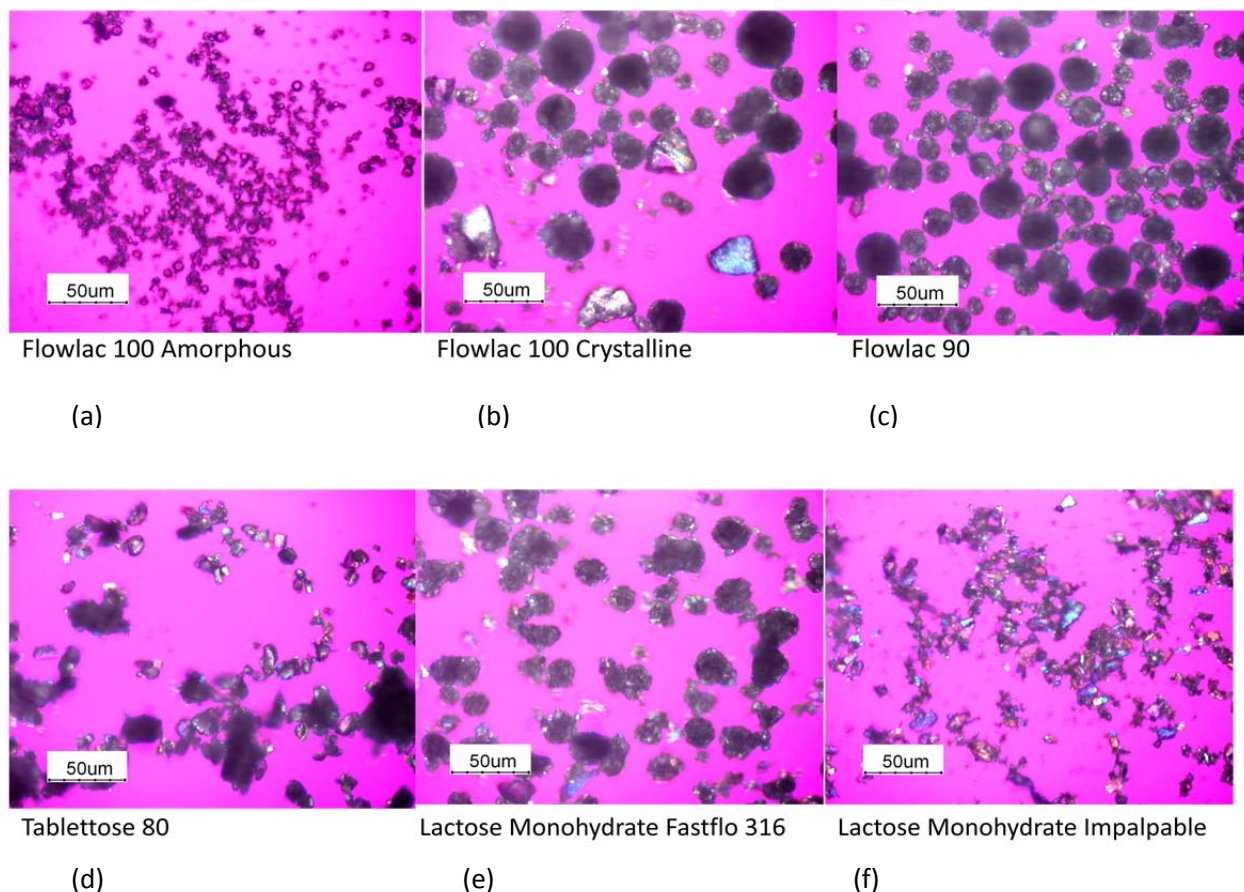 50um
50um
50um
Flowlac 100 Amorphous
Flowlac 100 Crystalline
Flowlac 90
(a)
(b)
(c)
50um
50um
50um
Tablettose 80
Lactose Monohydrate Fastflo 316
Lactose Monohydrate Impalpable
(d)
(e)
(f)